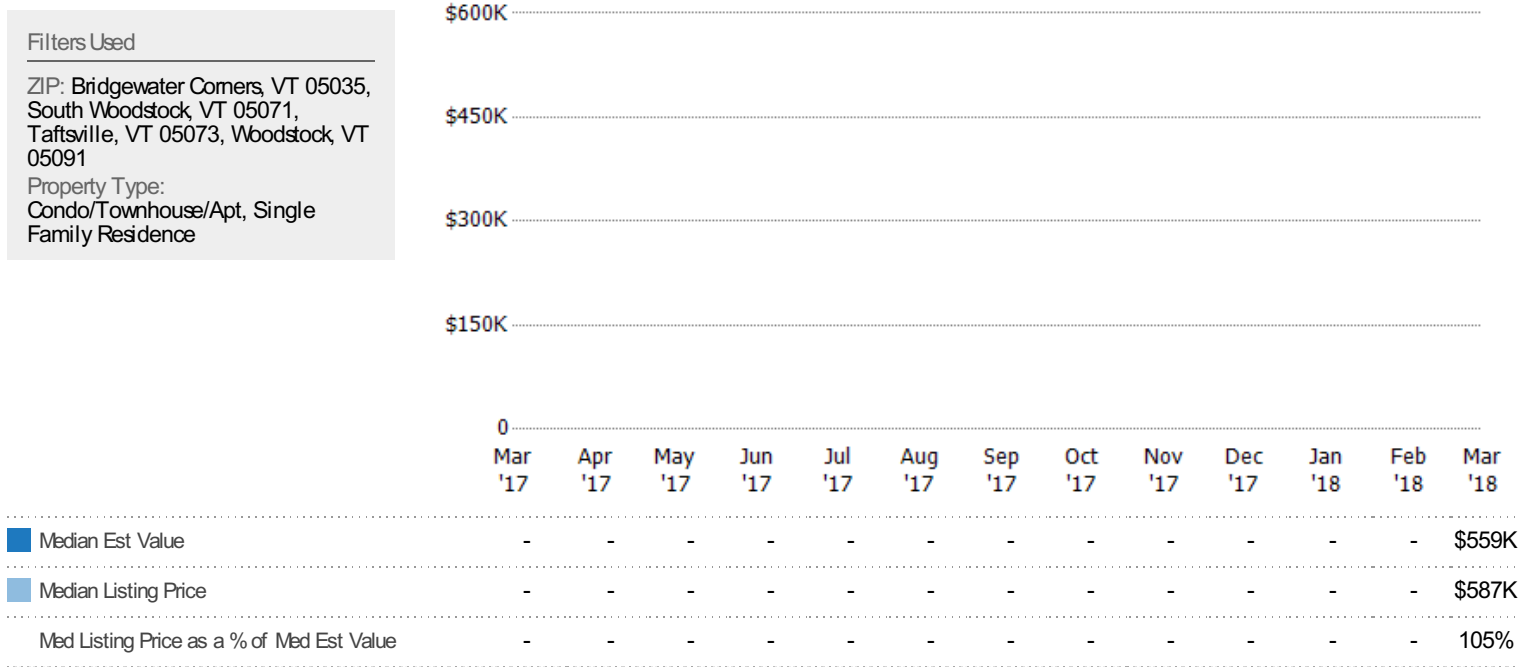 Filters Used
ZIP: Bridgewater Corners, VT 05035,
South Woodstock, VT 05071,
Taftsville, VT 05073, Woodstock, VT
05091
Property Type:
Condo/Townhouse/Apt, Single
Family Residence
$600K
$450K
$300K
$150K
0
Mar Apr May Jun Jul Aug Sep Oct Nov Dec Jan Feb Mar
'17 '17 '17 '17 '17 '17 '17 '17 '17 '17 '18 '18 '18
Median Est Value - - - - - - - - - - - - $559K
Median Listing Price - - - - - - - - - - - - $587K
Med Listing Price as a % of Med Est Value - - - - - - - - - - - - 105%